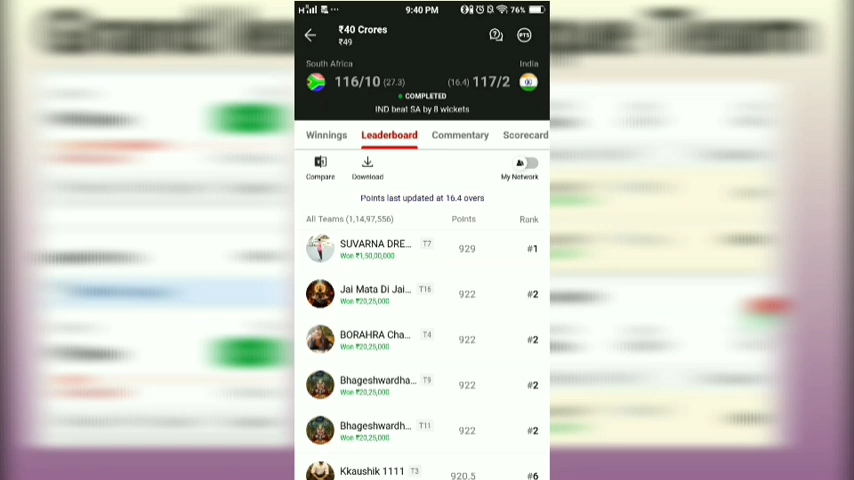 9:40 PM 76%
₹40 Crores
₹49
PTS
South Africa India
116/10 (27.3) (16.4) 117/2
COMPLETED
IND beat SA by 8 wickets
Winnings Leaderboard Commentary Scorecard
Compare Download My Network
Points last updated at 16.4 overs
All Teams (1,14,97,556) Points Rank
SUVARNA DRE... T7 929 #1
Won ₹1,50,00,000
Jai Mata Di Jai... T16 922 #2
Won ₹20,25,000
BORAHRA Cha... T4 922 #2
Won ₹20,25,000
Bhageshwardha... T9 922 #2
Won ₹20,25,000
Bhageshwardh... T11 922 #2
Won ₹20,25,000
Kkaushik 1111 T3 920.5 #6